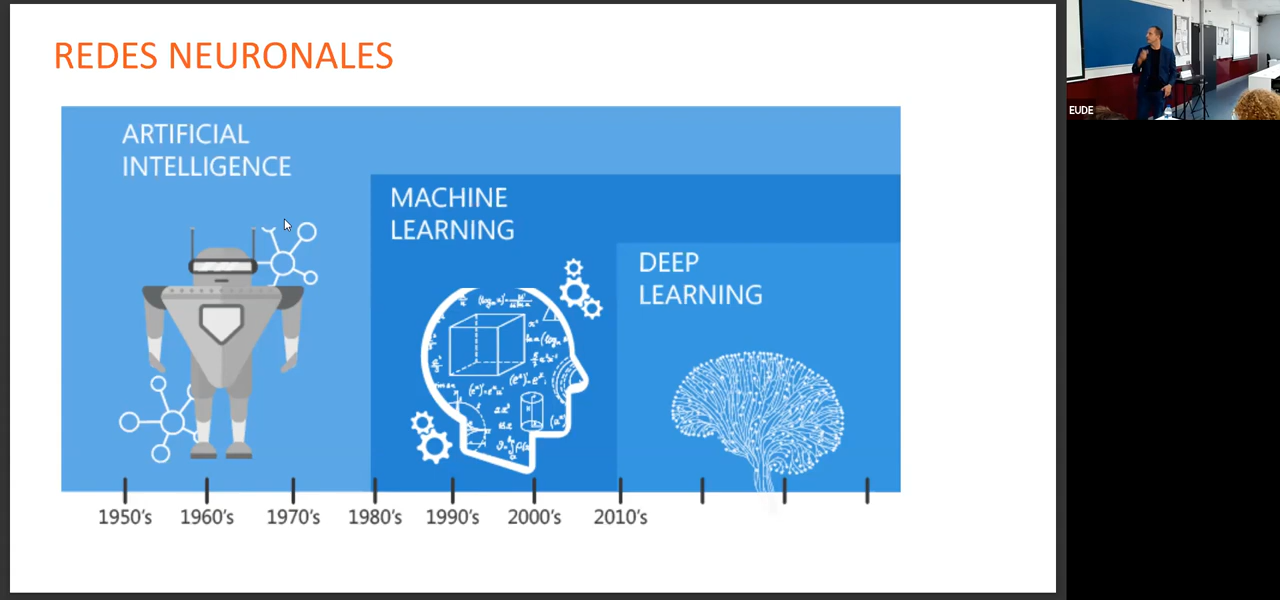 REDES NEURONALES
ARTIFICIAL
INTELLIGENCE
MACHINE
LEARNING
DEEP
LEARNING
1950's 1960's 1970's 1980's 1990's 2000's 2010's
EUDE